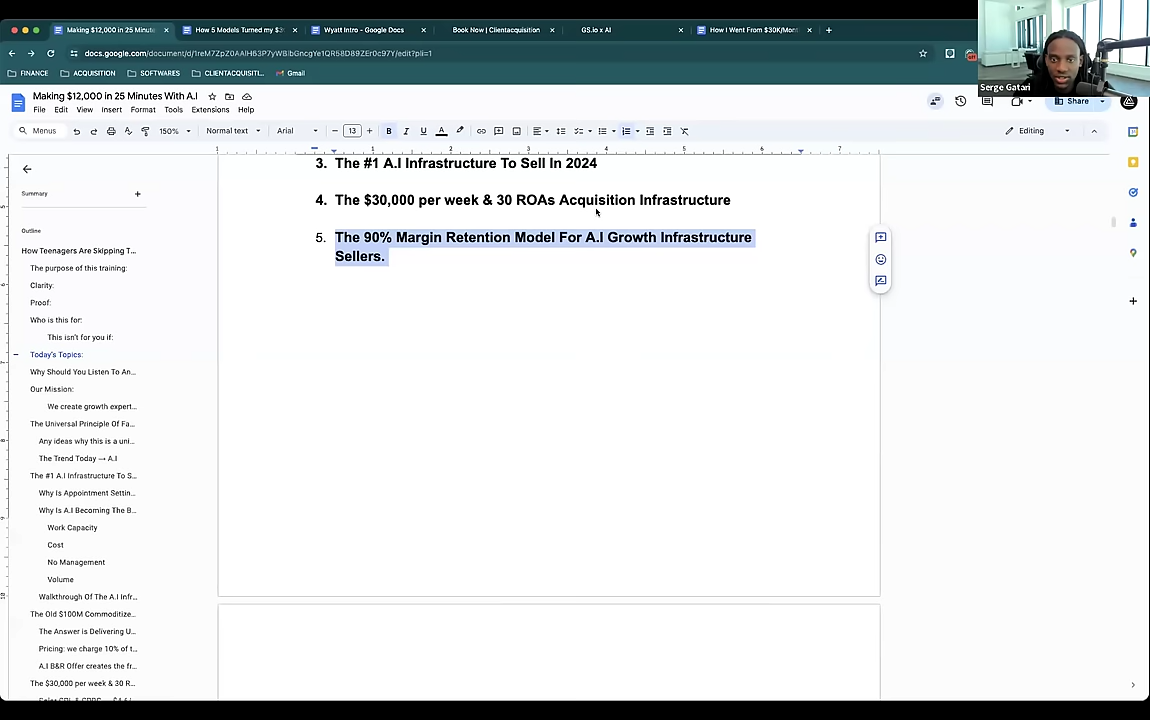 Making $12,000 in 25 Minute
How 5 Models Turned my $3
Wyatt Intro - Google Docs
Book Now | Clientacquisition
GS.io x AI
How I Went From $30K/Mon
docs.google.com/document/d/1reM7ZpZ0AAIHB3P7yWBlbGncgYe1QR58D89ZEr0c97Y/edit?pli=1
FINANCE
ACQUISITION
SOFTWARES
CLIENTACQUISITI...
Gmail
Serge Gatari
Making $12,000 in 25 Minutes With A.I
File Edit View Insert Format Tools Extensions Help
Share
Menus
150%
Normal text
Arial
13
B I U A
Editing
Summary
Outline
How Teenagers Are Skipping T...
The purpose of this training:
Clarity:
Proof:
Who is this for:
This isn't for you if:
Today's Topics:
Why Should You Listen To An...
Our Mission:
We create growth expert...
The Universal Principle Of Fa...
Any ideas why this is a uni...
The Trend Today → A.I
The #1 A.I Infrastructure To S...
Why Is Appointment Settin...
Why Is A.I Becoming The B...
Work Capacity
Cost
No Management
Volume
Walkthrough Of The A.I Infr...
The Old $100M Commoditize...
The Answer is Delivering U...
Pricing: we charge 10% of t...
A.I B&R Offer creates the fr...
The $30,000 per week & 30 R...
3. The #1 A.I Infrastructure To Sell In 2024
4. The $30,000 per week & 30 ROAs Acquisition Infrastructure
5. The 90% Margin Retention Model For A.I Growth Infrastructure
Sellers.